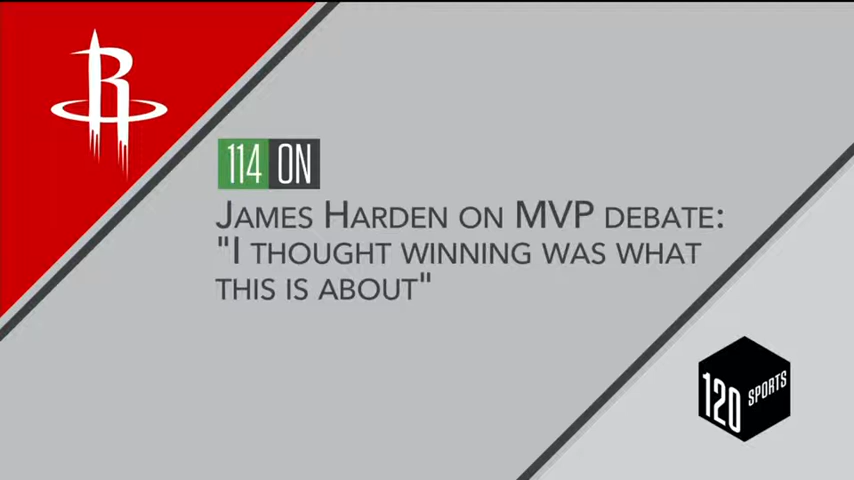 R
114 ON
JAMES HARDEN ON MVP DEBATE:
"I THOUGHT WINNING WAS WHAT
THIS IS ABOUT"
120 SPORTS